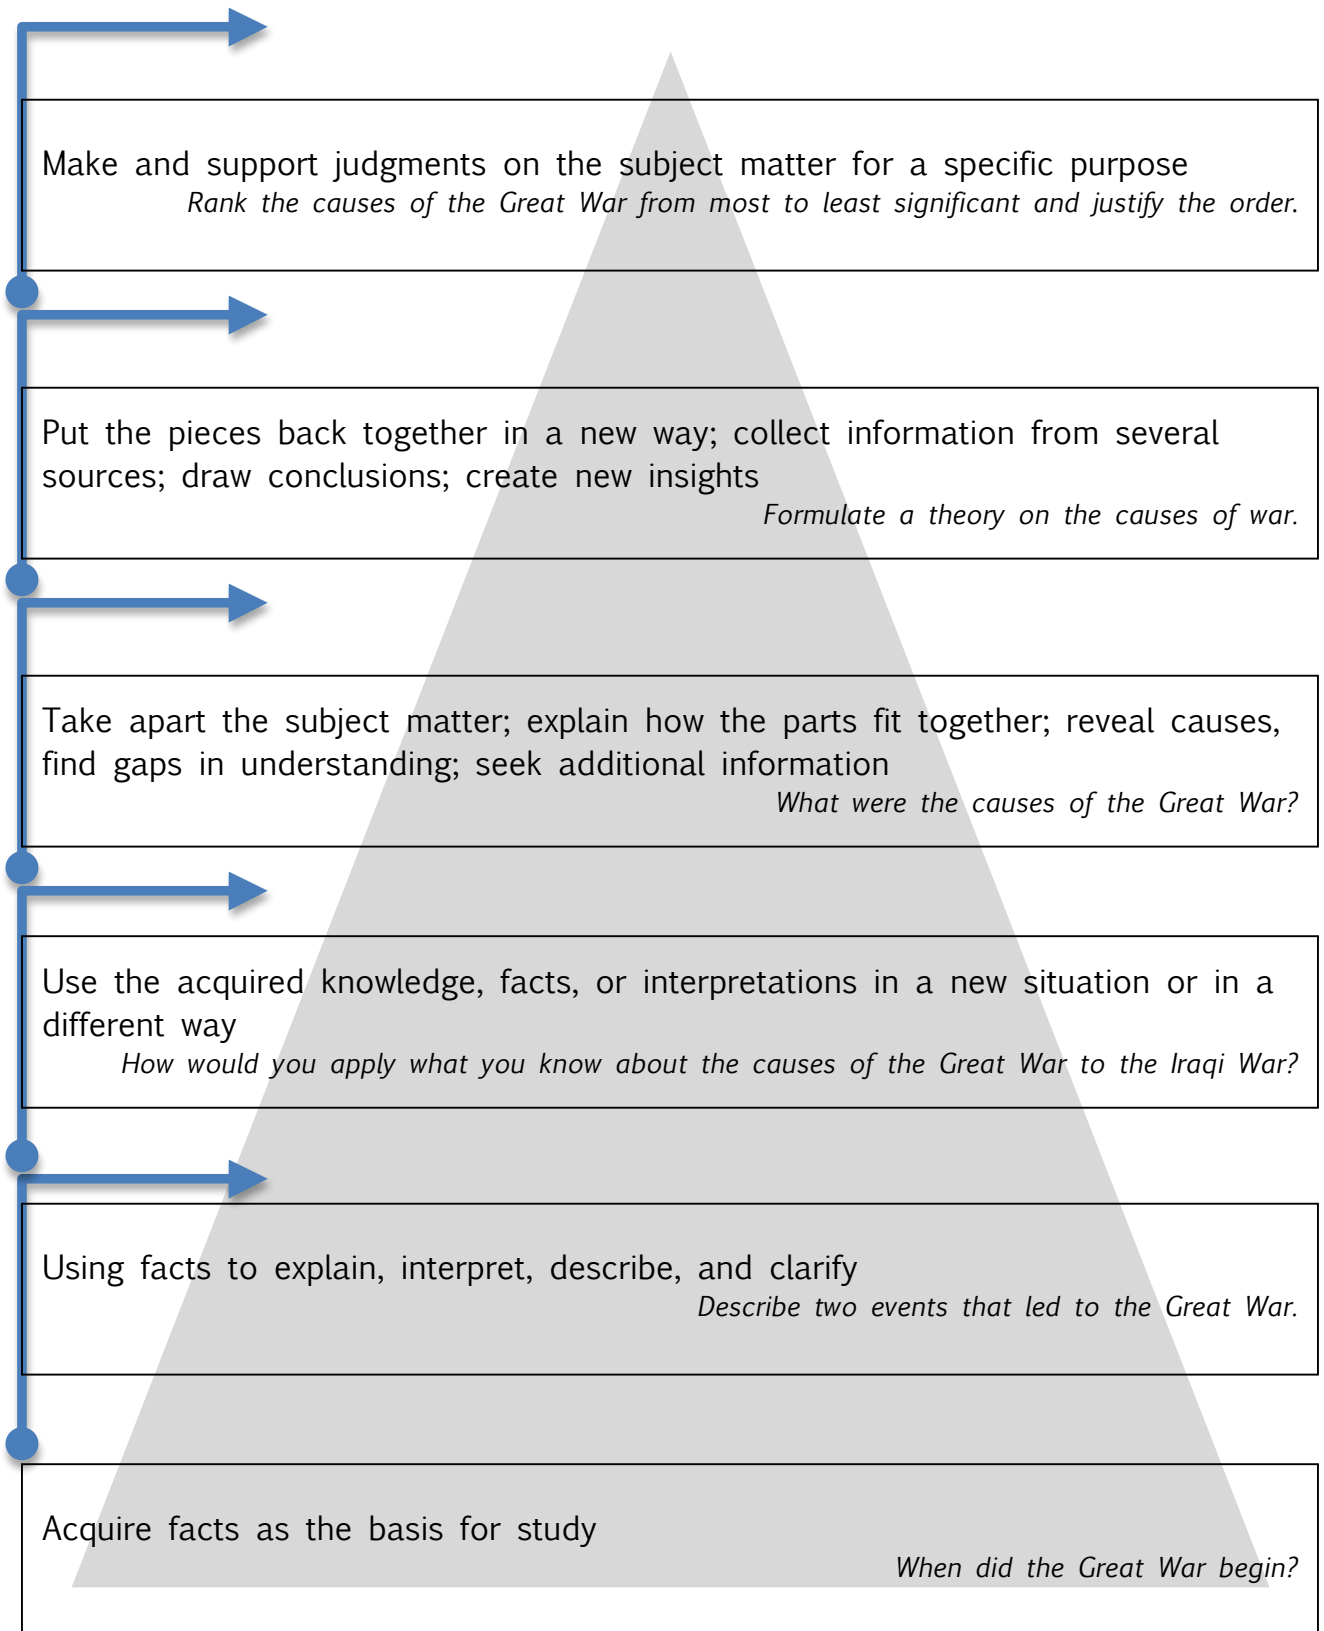 Make and support judgments on the subject matter for a specific purpose
Rank the causes of the Great War from most to least significant and justify the order.
Put the pieces back together in a new way; collect information from several
sources; draw conclusions; create new insights
Formulate a theory on the causes of war.
Take apart the subject matter; explain how the parts fit together; reveal causes,
find gaps in understanding; seek additional information
What were the causes of the Great War?
Use the acquired knowledge, facts, or interpretations in a new situation or in a
different way
How would you apply what you know about the causes of the Great War to the Iraqi War?
Using facts to explain, interpret, describe, and clarify
Describe two events that led to the Great War.
Acquire facts as the basis for study
When did the Great War begin?